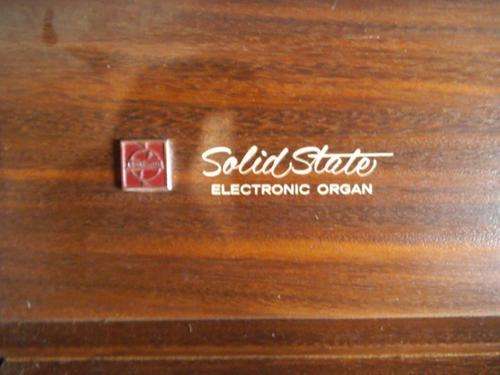 Solid State
ELECTRONIC ORGAN